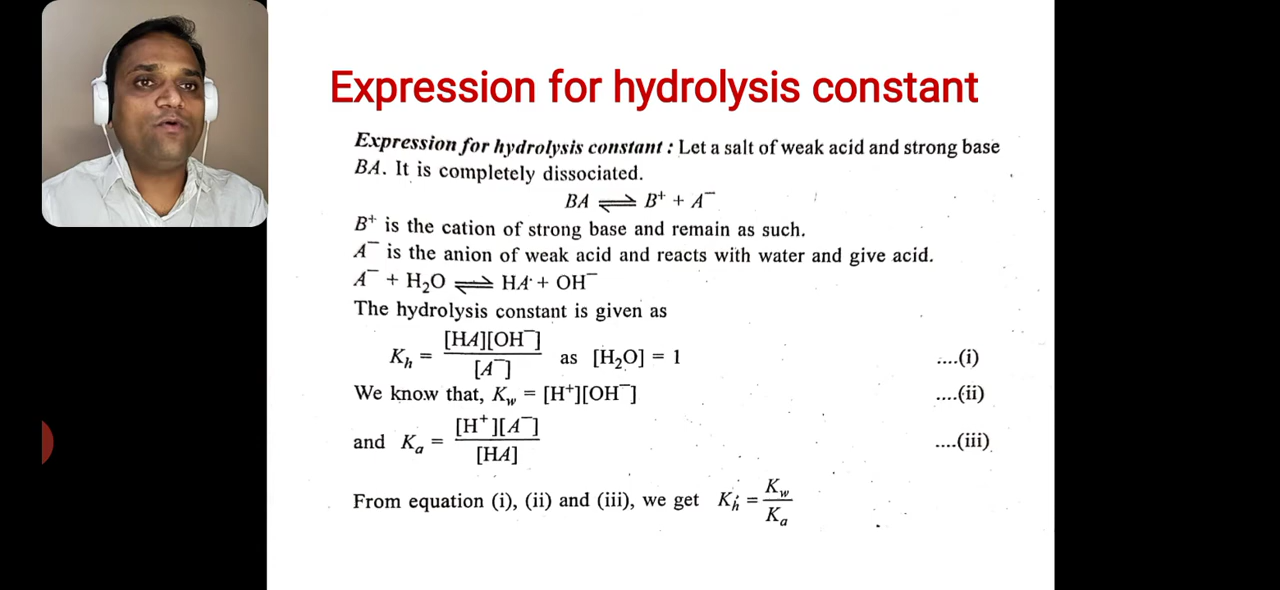 Expression for hydrolysis constant
Expression for hydrolysis constant : Let a salt of weak acid and strong base
BA. It is completely dissociated.
BA ⇌ B⁺ + A⁻
B⁺ is the cation of strong base and remain as such.
A⁻ is the anion of weak acid and reacts with water and give acid.
A⁻ + H₂O ⇌ HA + OH⁻
The hydrolysis constant is given as
Kₕ = [HA][OH⁻] / [A⁻] as [H₂O] = 1 ....(i)
We know that, K_w = [H⁺][OH⁻] ....(ii)
and Kₐ = [H⁺][A⁻] / [HA] ....(iii)
From equation (i), (ii) and (iii), we get Kₕ = K_w / Kₐ